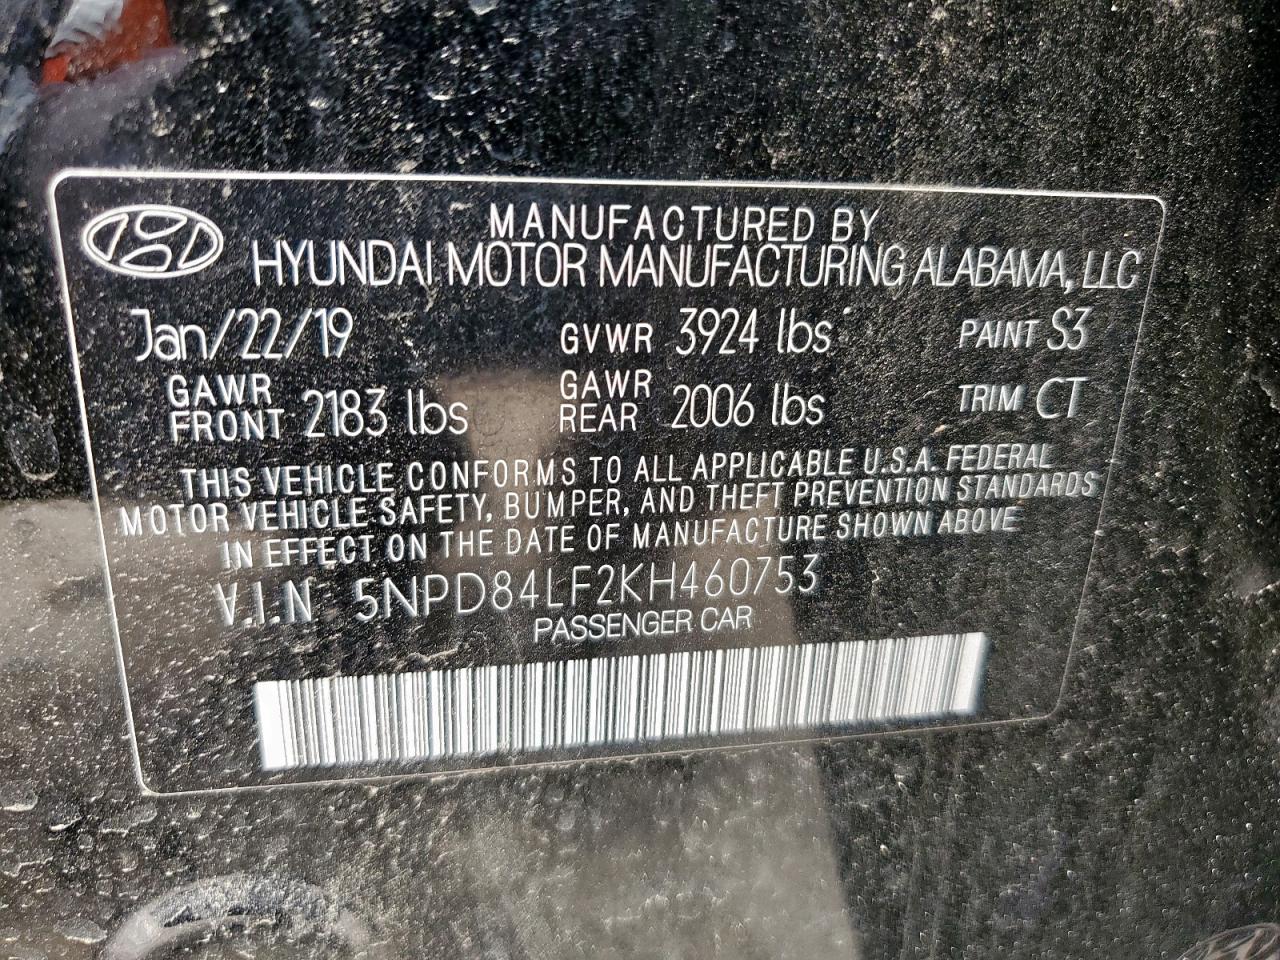 MANUFACTURED BY
HYUNDAI MOTOR MANUFACTURING ALABAMA, LLC
Jan/22/19 GVWR 3924 lbs PAINT S3
GAWR FRONT 2183 lbs GAWR REAR 2006 lbs TRIM CT
THIS VEHICLE CONFORMS TO ALL APPLICABLE U.S.A. FEDERAL
MOTOR VEHICLE SAFETY, BUMPER, AND THEFT PREVENTION STANDARDS
IN EFFECT ON THE DATE OF MANUFACTURE SHOWN ABOVE
V.I.N 5NPD84LF2KH460753
PASSENGER CAR